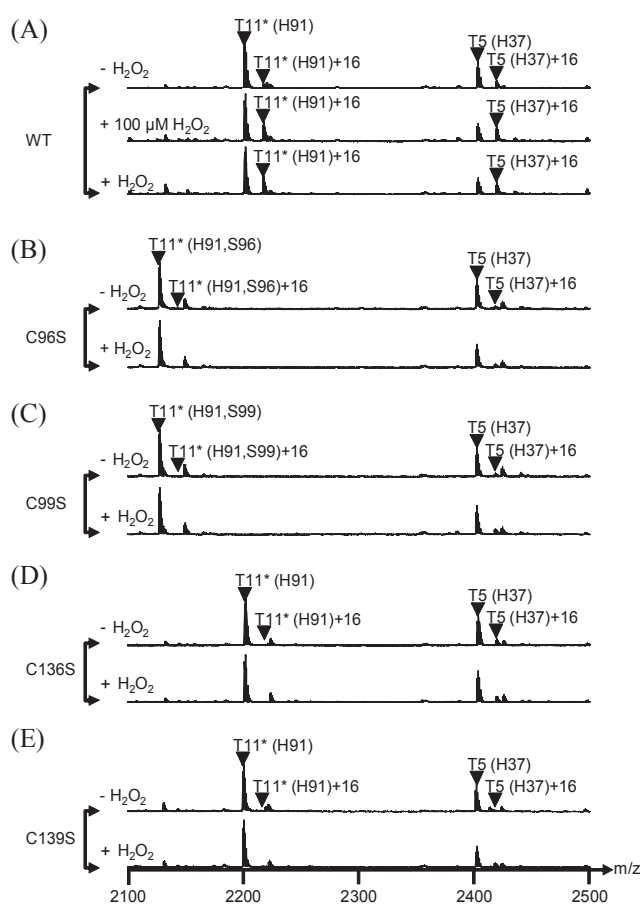 (A)
T11* (H91)
T5 (H37)
T11* (H91)+16
T5 (H37)+16
- H2O2
T11* (H91)+16
T5 (H37)+16
+ 100 µM H2O2
WT
T11* (H91)+16
T5 (H37)+16
+ H2O2
(B)
T11* (H91,S96)
T5 (H37)
T11* (H91,S96)+16
T5 (H37)+16
- H2O2
C96S
+ H2O2
(C)
T11* (H91,S99)
T5 (H37)
T11* (H91,S99)+16
T5 (H37)+16
- H2O2
C99S
+ H2O2
(D)
T11* (H91)
T5 (H37)
T11* (H91)+16
T5 (H37)+16
- H2O2
C136S
+ H2O2
(E)
T11* (H91)
T5 (H37)
T11* (H91)+16
T5 (H37)+16
- H2O2
C139S
+ H2O2
m/z
2100 2200 2300 2400 2500